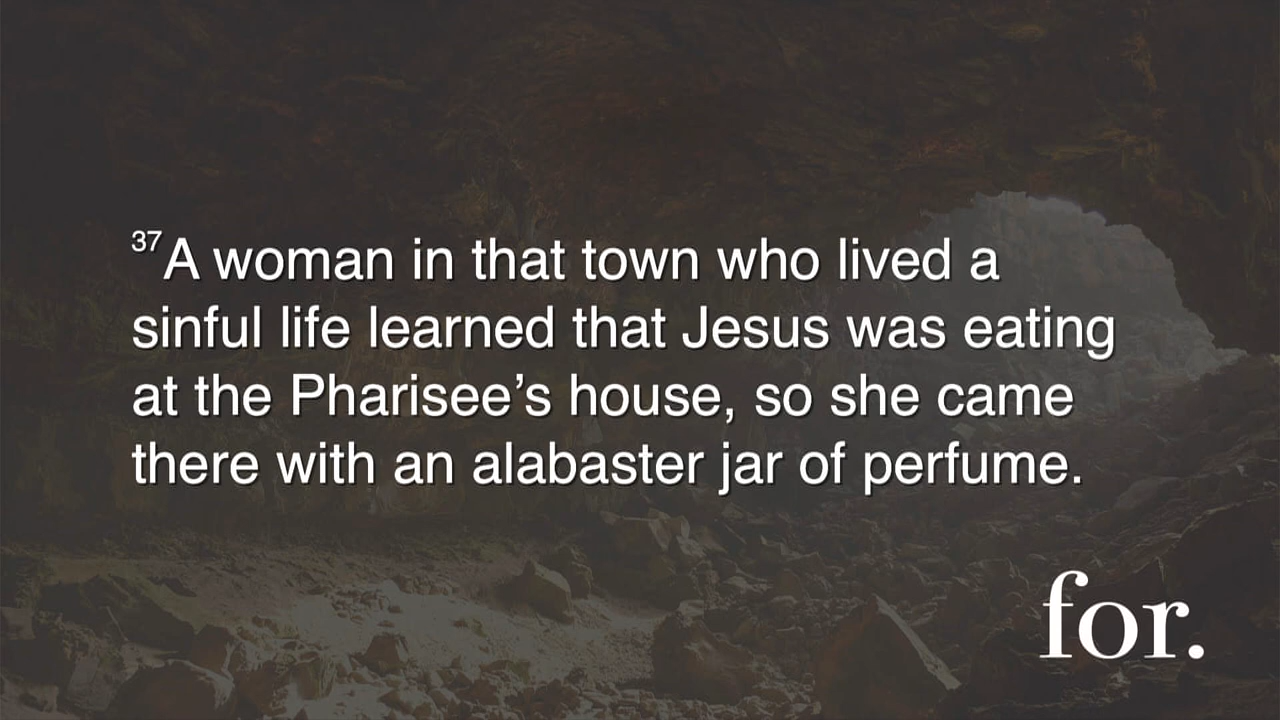 37 A woman in that town who lived a
sinful life learned that Jesus was eating
at the Pharisee’s house, so she came
there with an alabaster jar of perfume.
for.